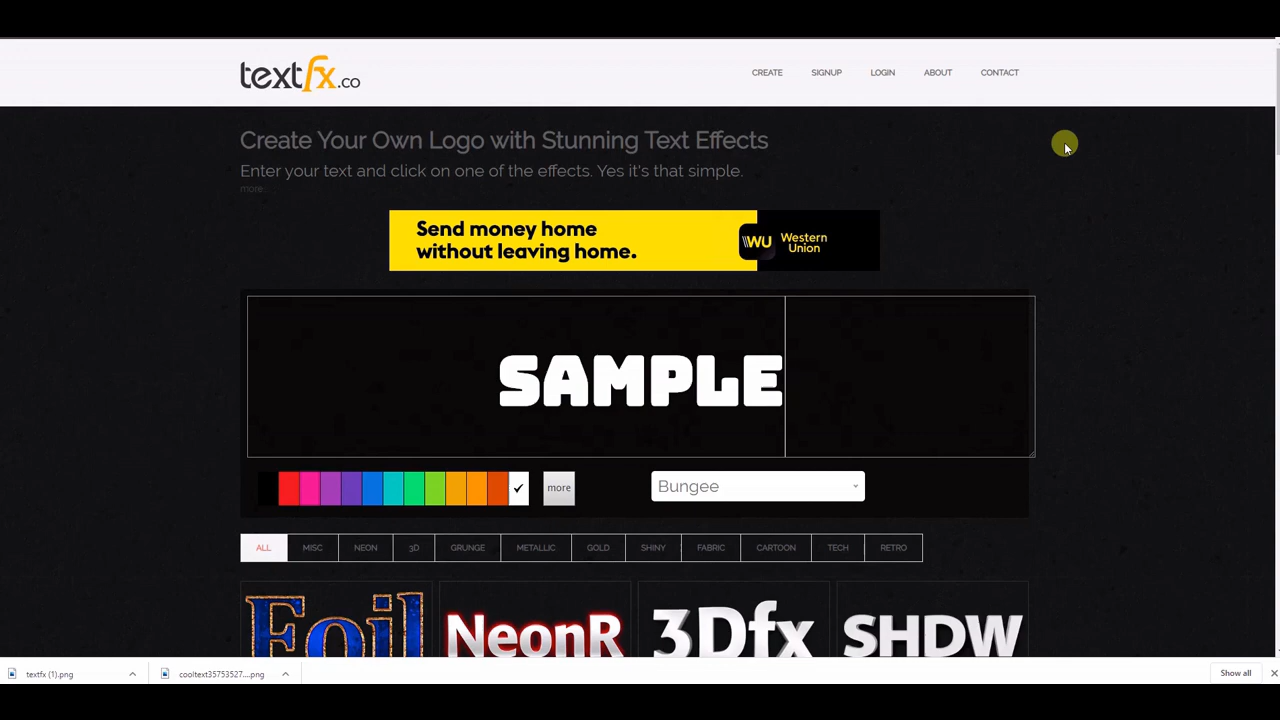 textfx.co
CREATE SIGNUP LOGIN ABOUT CONTACT
Create Your Own Logo with Stunning Text Effects
Enter your text and click on one of the effects. Yes it's that simple.
more..
Send money home
without leaving home.
WU Western
Union
SAMPLE
more
Bungee
ALL MISC NEON 3D GRUNGE METALLIC GOLD SHINY FABRIC CARTOON TECH RETRO
Foil NeonR 3Dfx SHDW
textfx (1).png
cooltext35753527....png
Show all